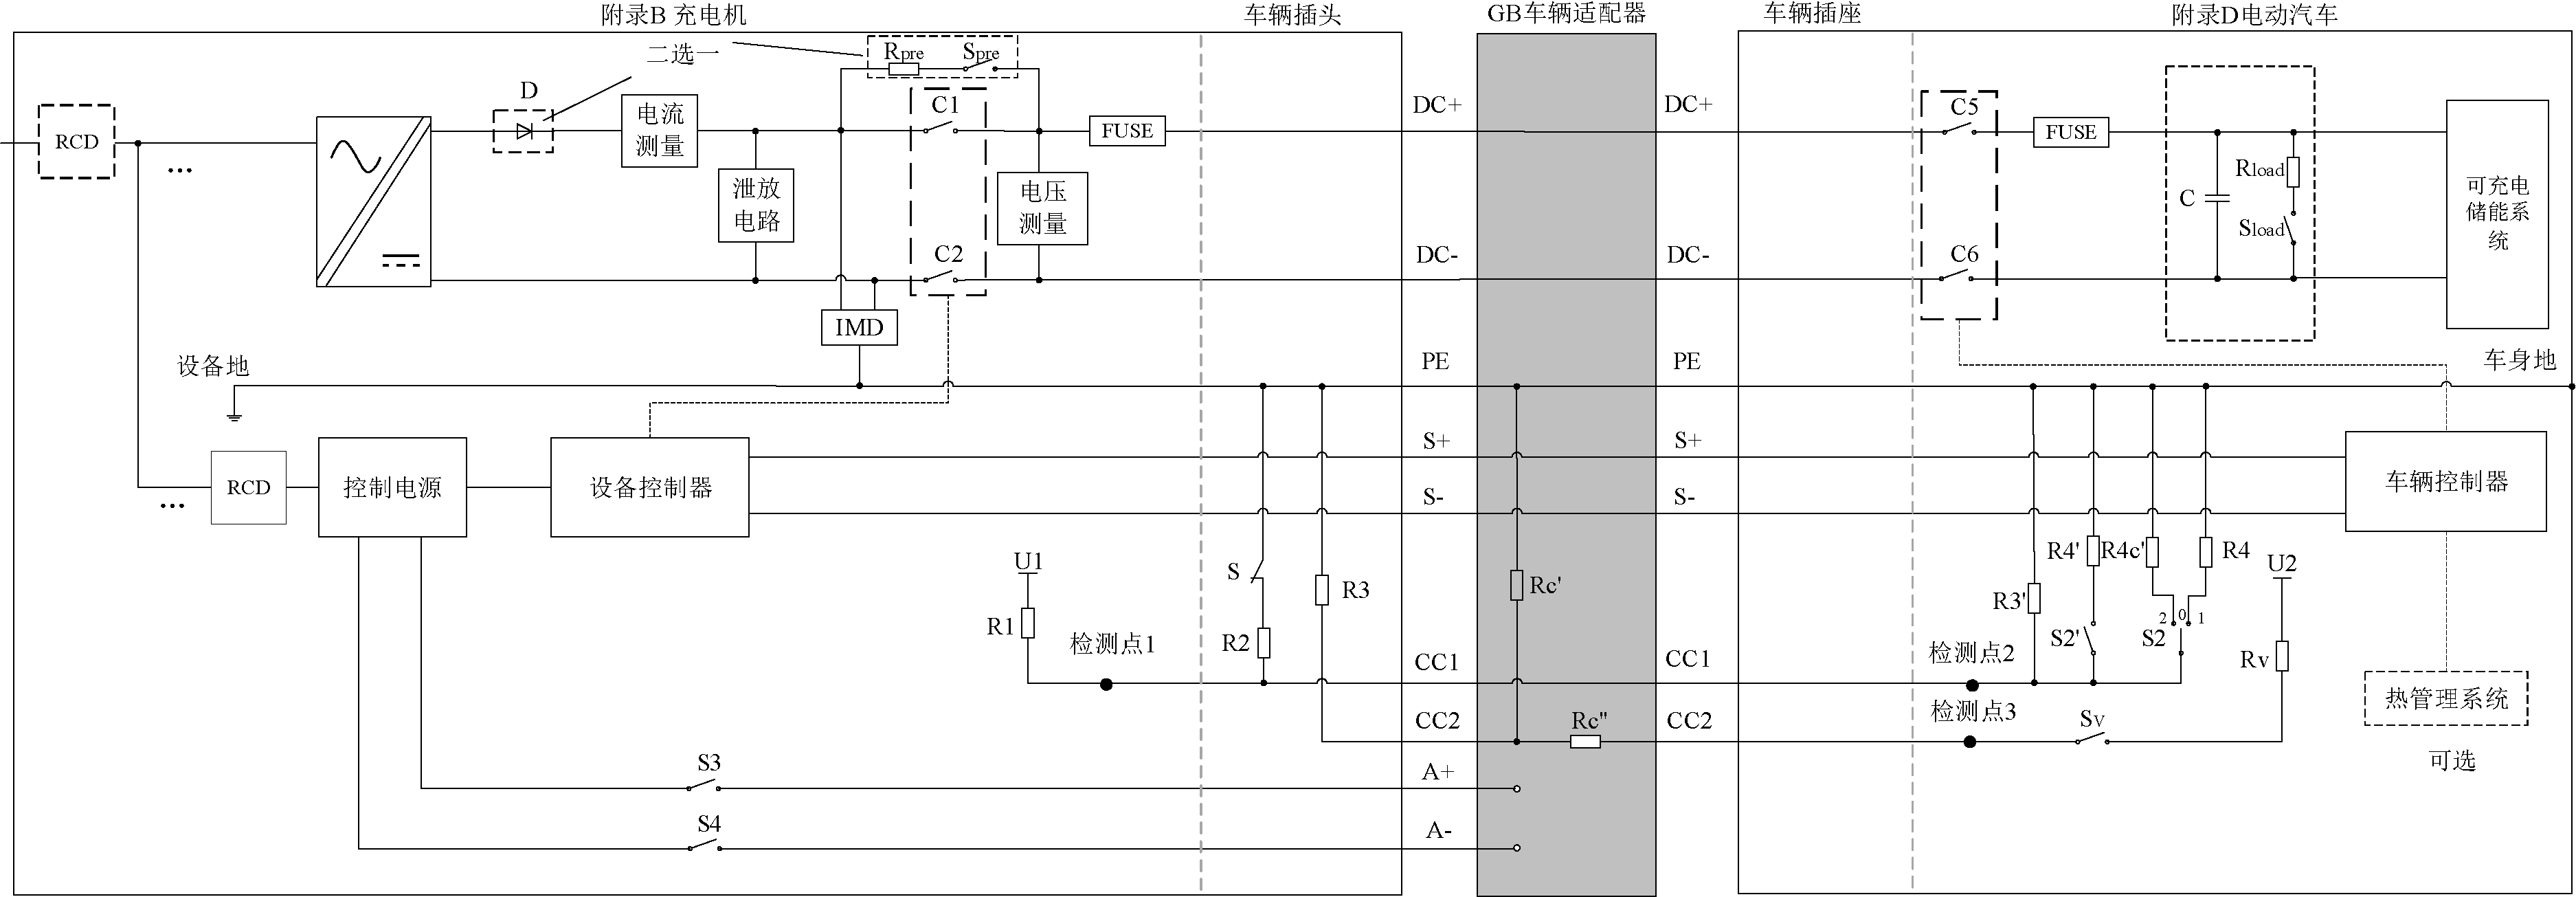 附录B 充电机
车辆插头
GB车辆适配器
车辆插座
附录D电动汽车
二选一
Rpre
Spre
D
C1
DC+
DC+
C5
RCD
电流
测量
FUSE
FUSE
...
泄放
电路
电压
测量
C
Rload
Sload
可充电
储能系
统
C2
DC-
DC-
C6
IMD
设备地
PE
PE
车身地
S+
S+
RCD
控制电源
设备控制器
车辆控制器
...
S-
S-
U1
S
R3
Rc'
R4'
R4c'
R4
U2
R1
R3'
2
0
1
检测点1
R2
S2'
S2
CC1
CC1
检测点2
Rv
热管理系统
CC2
Rc"
CC2
检测点3
SV
可选
S3
A+
S4
A-